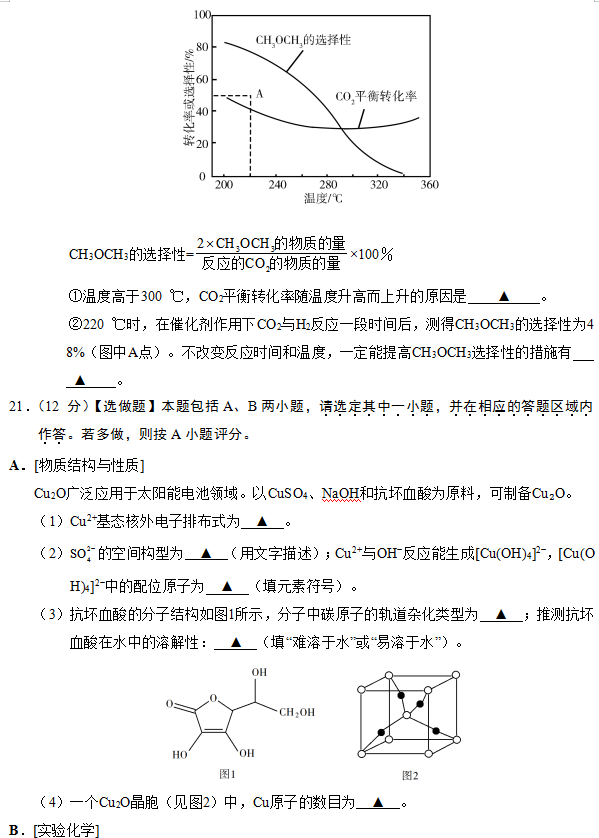 100
80
60
40
20
0
转化率或选择性/%
CH₃OCH₃的选择性
A
CO₂平衡转化率
200 240 280 320 360
温度/℃
CH₃OCH₃的选择性= 2×CH₃OCH₃的物质的量 / 反应的CO₂的物质的量 ×100％
①温度高于300 ℃，CO₂平衡转化率随温度升高而上升的原因是 ▲ 。
②220 ℃时，在催化剂作用下CO₂与H₂反应一段时间后，测得CH₃OCH₃的选择性为4
8%（图中A点）。不改变反应时间和温度，一定能提高CH₃OCH₃选择性的措施有
▲ 。
21．（12 分）【选做题】本题包括 A、B 两小题，请选定其中一小题，并在相应的答题区域内
作答。若多做，则按 A 小题评分。
A．[物质结构与性质]
Cu₂O广泛应用于太阳能电池领域。以CuSO₄、NaOH和抗坏血酸为原料，可制备Cu₂O。
（1）Cu²⁺基态核外电子排布式为 ▲ 。
（2）SO₄²⁻的空间构型为 ▲ （用文字描述）；Cu²⁺与OH⁻反应能生成[Cu(OH)₄]²⁻，[Cu(O
H)₄]²⁻中的配位原子为 ▲ （填元素符号）。
（3）抗坏血酸的分子结构如图1所示，分子中碳原子的轨道杂化类型为 ▲ ；推测抗坏
血酸在水中的溶解性： ▲ （填“难溶于水”或“易溶于水”）。
OH
O
O
CH₂OH
HO
OH
图1
图2
（4）一个Cu₂O晶胞（见图2）中，Cu原子的数目为 ▲ 。
B．[实验化学]